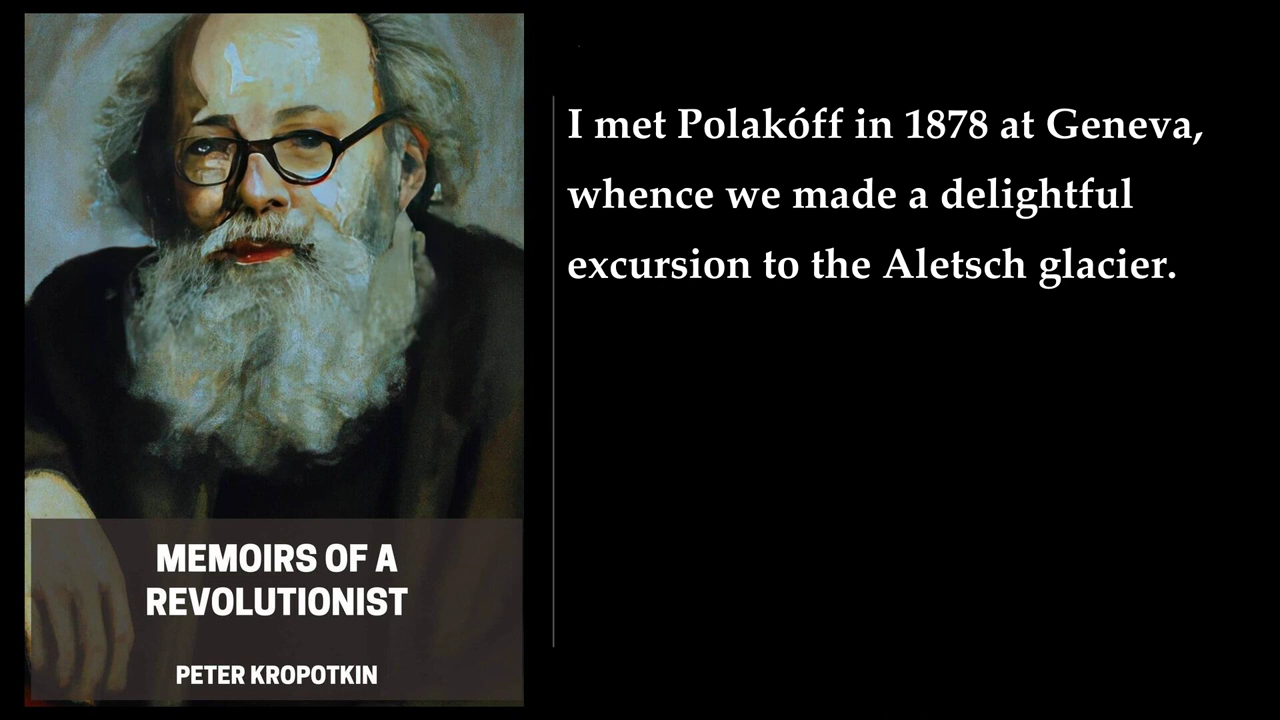 MEMOIRS OF A
REVOLUTIONIST
PETER KROPOTKIN
I met Polakóff in 1878 at Geneva,
whence we made a delightful
excursion to the Aletsch glacier.